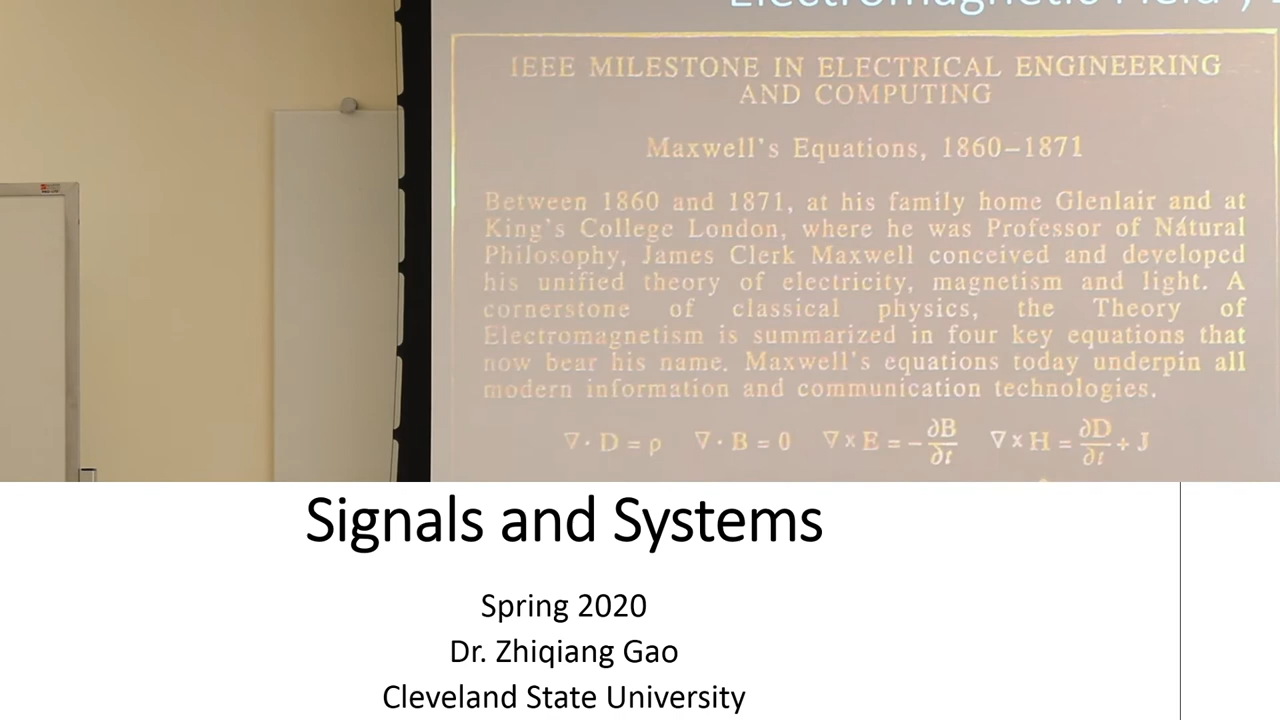 Electromagnetic Field
IEEE MILESTONE IN ELECTRICAL ENGINEERING
AND COMPUTING
Maxwell's Equations, 1860–1871
Between 1860 and 1871, at his family home Glenlair and at
King's College London, where he was Professor of Natural
Philosophy, James Clerk Maxwell conceived and developed
his unified theory of electricity, magnetism and light. A
cornerstone of classical physics, the Theory of
Electromagnetism is summarized in four key equations that
now bear his name. Maxwell's equations today underpin all
modern information and communication technologies.
∇ · D = ρ ∇ · B = 0 ∇ × E = −∂B/∂t ∇ × H = ∂D/∂t + J
Signals and Systems
Spring 2020
Dr. Zhiqiang Gao
Cleveland State University